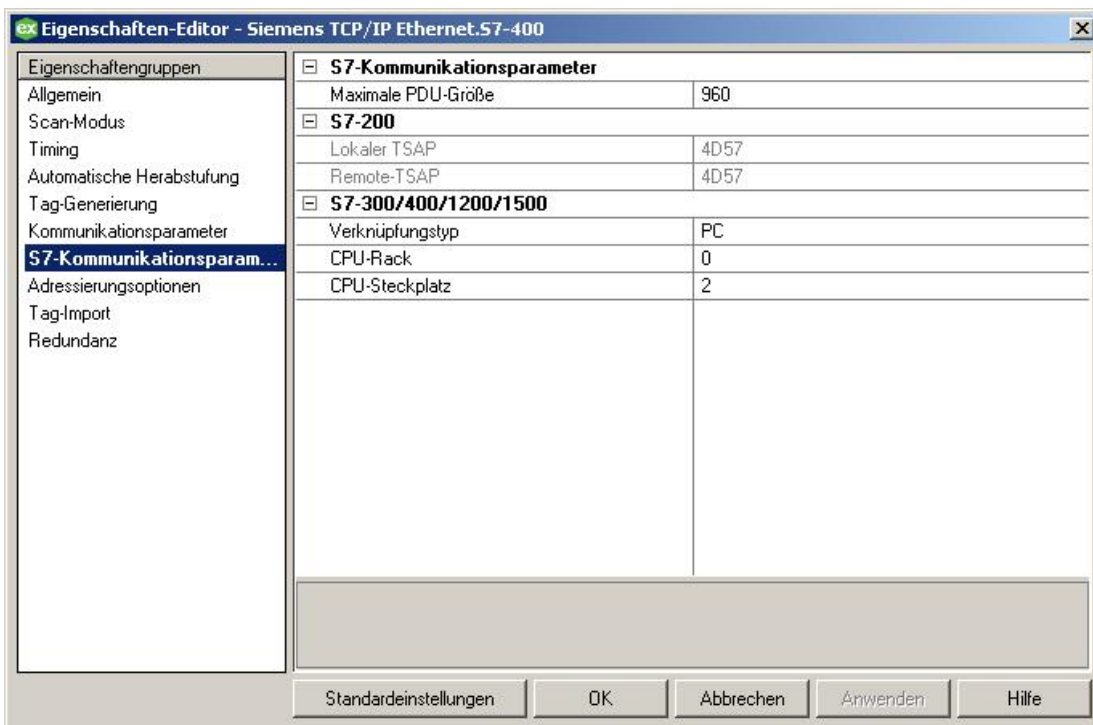 ex Eigenschaften-Editor - Siemens TCP/IP Ethernet.S7-400
Eigenschaftengruppen
Allgemein
Scan-Modus
Timing
Automatische Herabstufung
Tag-Generierung
Kommunikationsparameter
S7-Kommunikationsparam...
Adressierungsoptionen
Tag-Import
Redundanz
S7-Kommunikationsparameter
Maximale PDU-Größe 960
S7-200
Lokaler TSAP 4D57
Remote-TSAP 4D57
S7-300/400/1200/1500
Verknüpfungstyp PC
CPU-Rack 0
CPU-Steckplatz 2
Standardeinstellungen OK Abbrechen Anwenden Hilfe